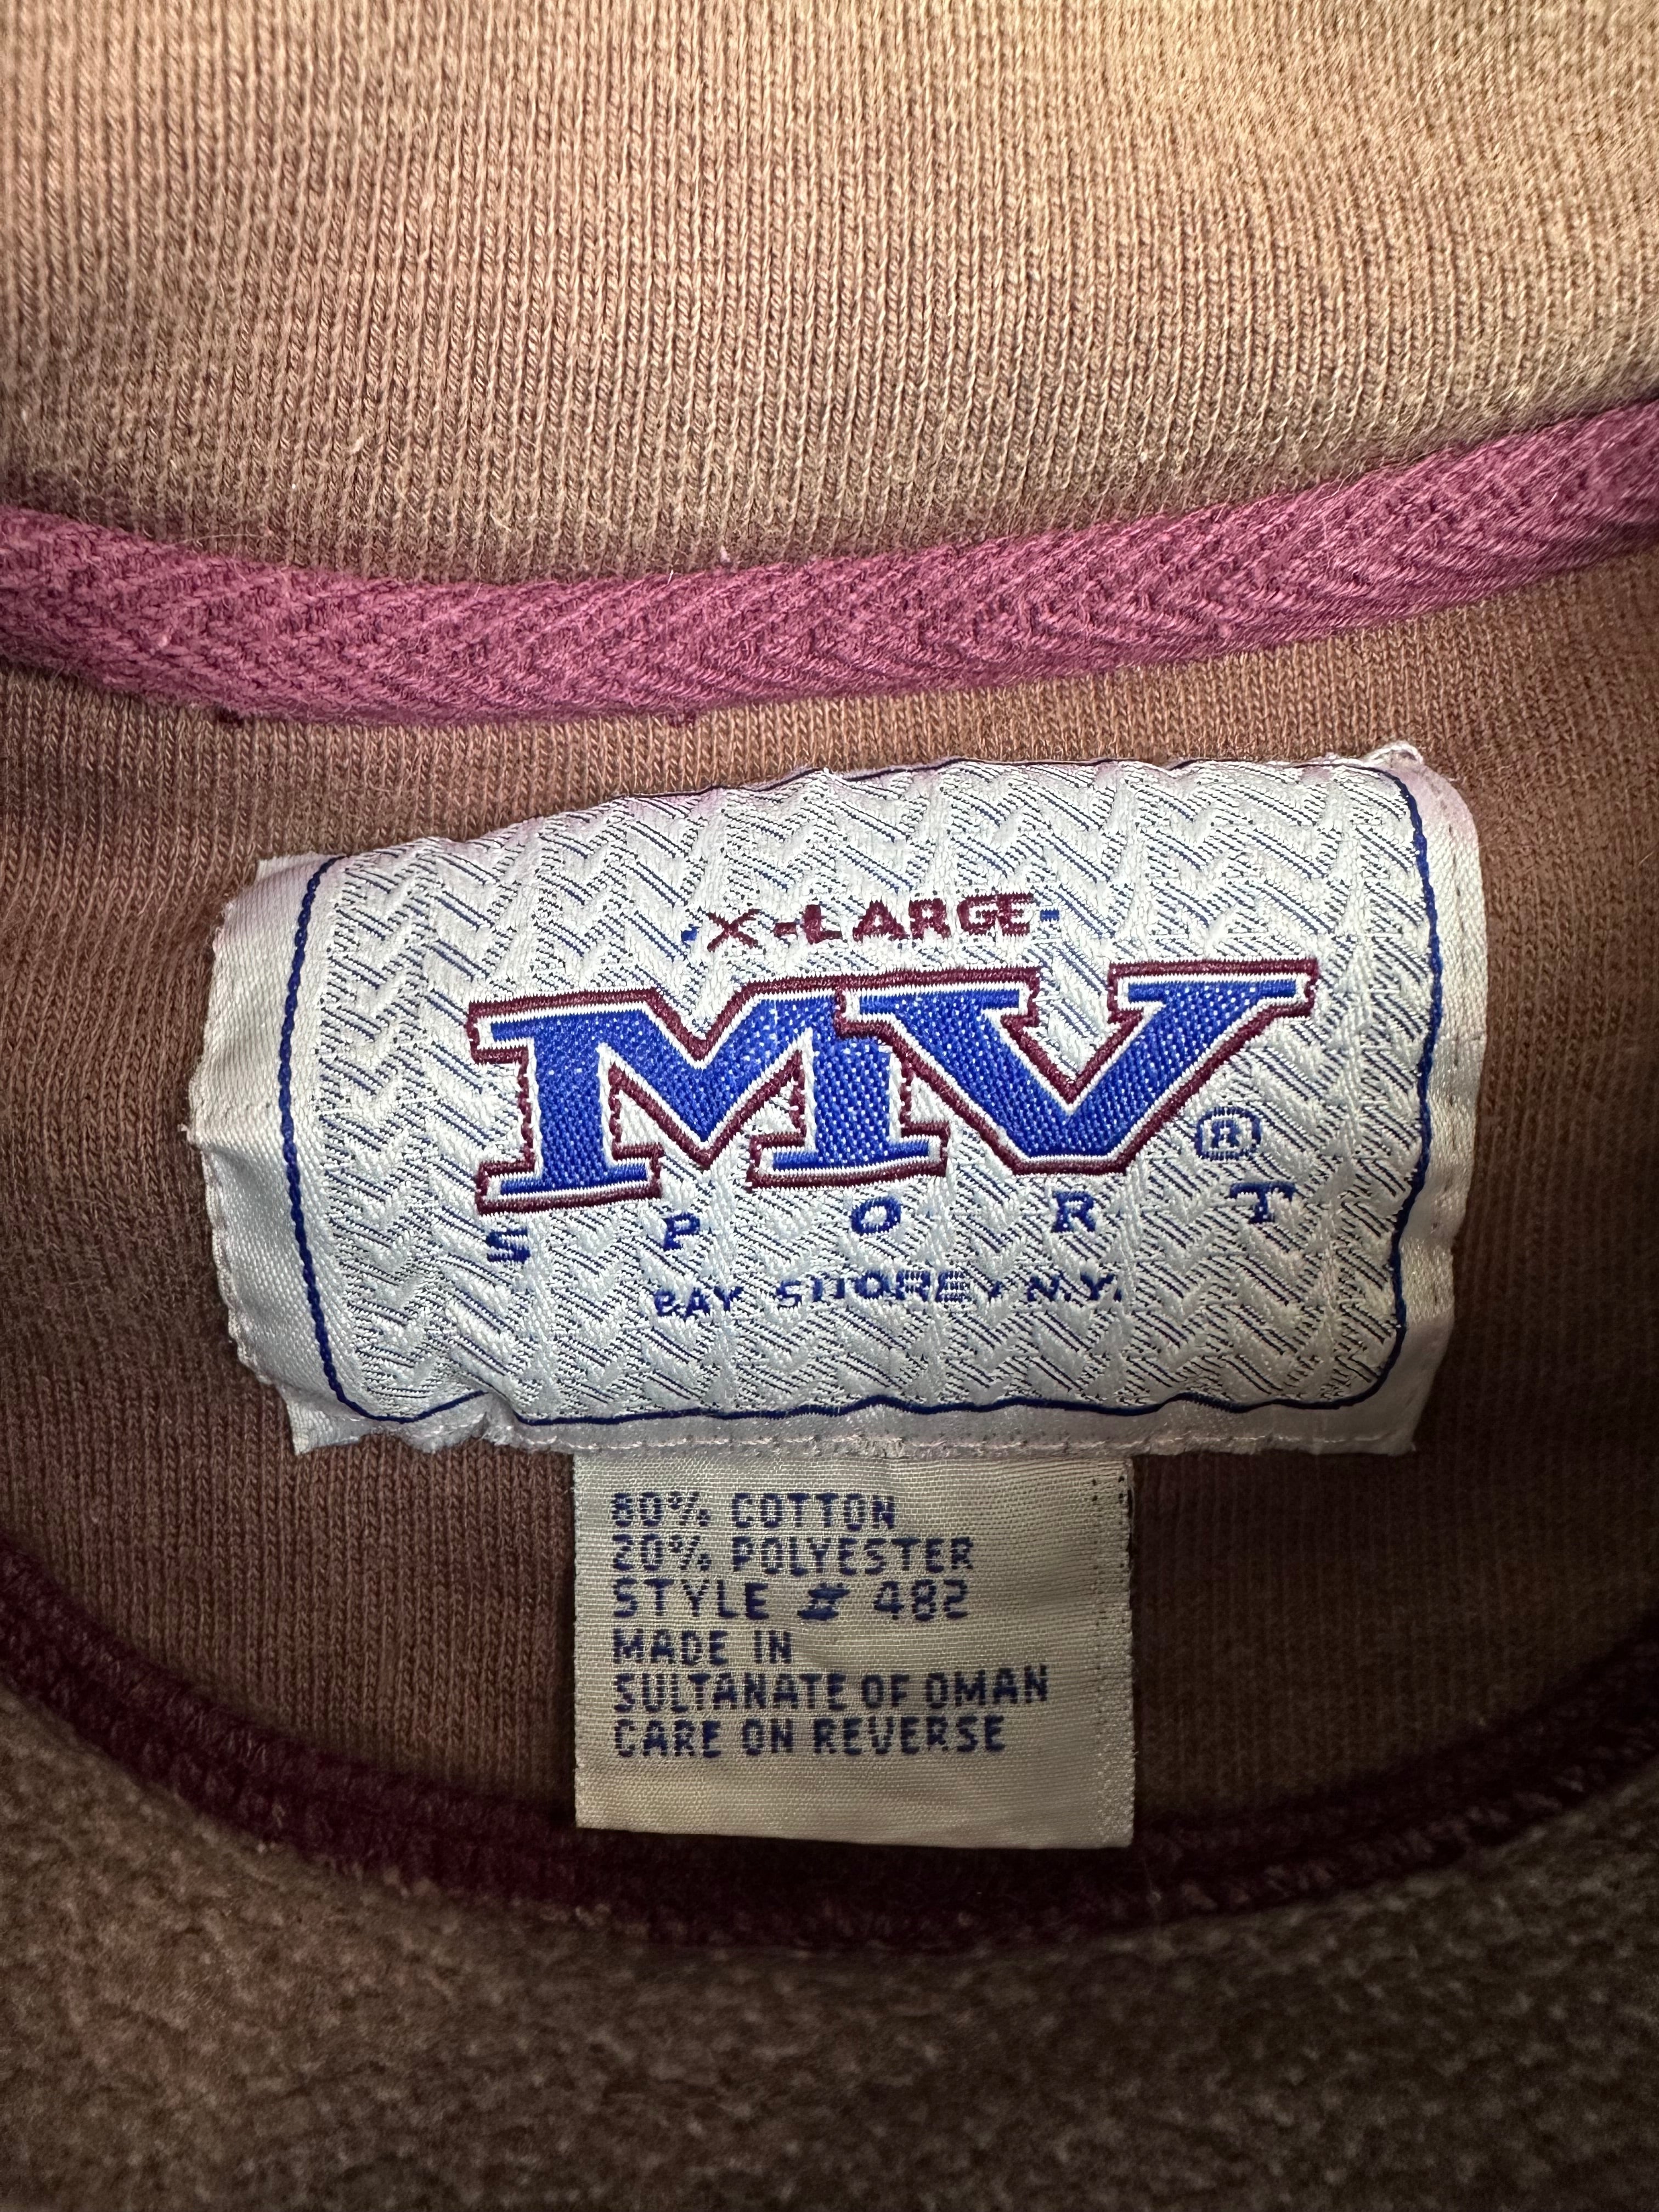 -X-LARGE-
MV®
SPORT
BAY SHORE, N.Y.
80% COTTON
20% POLYESTER
STYLE # 482
MADE IN
SULTANATE OF OMAN
CARE ON REVERSE